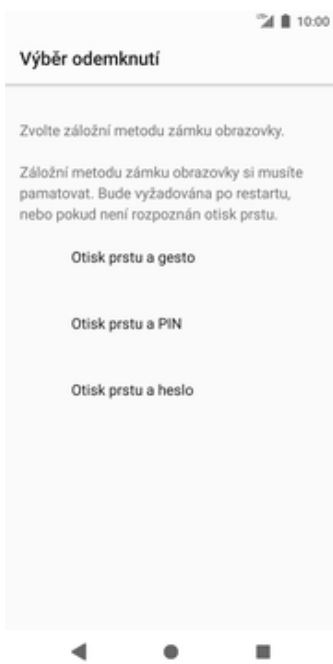 10:00
Výběr odemknutí
Zvolte záložní metodu zámku obrazovky.
Záložní metodu zámku obrazovky si musíte
pamatovat. Bude vyžadována po restartu,
nebo pokud není rozpoznán otisk prstu.
Otisk prstu a gesto
Otisk prstu a PIN
Otisk prstu a heslo